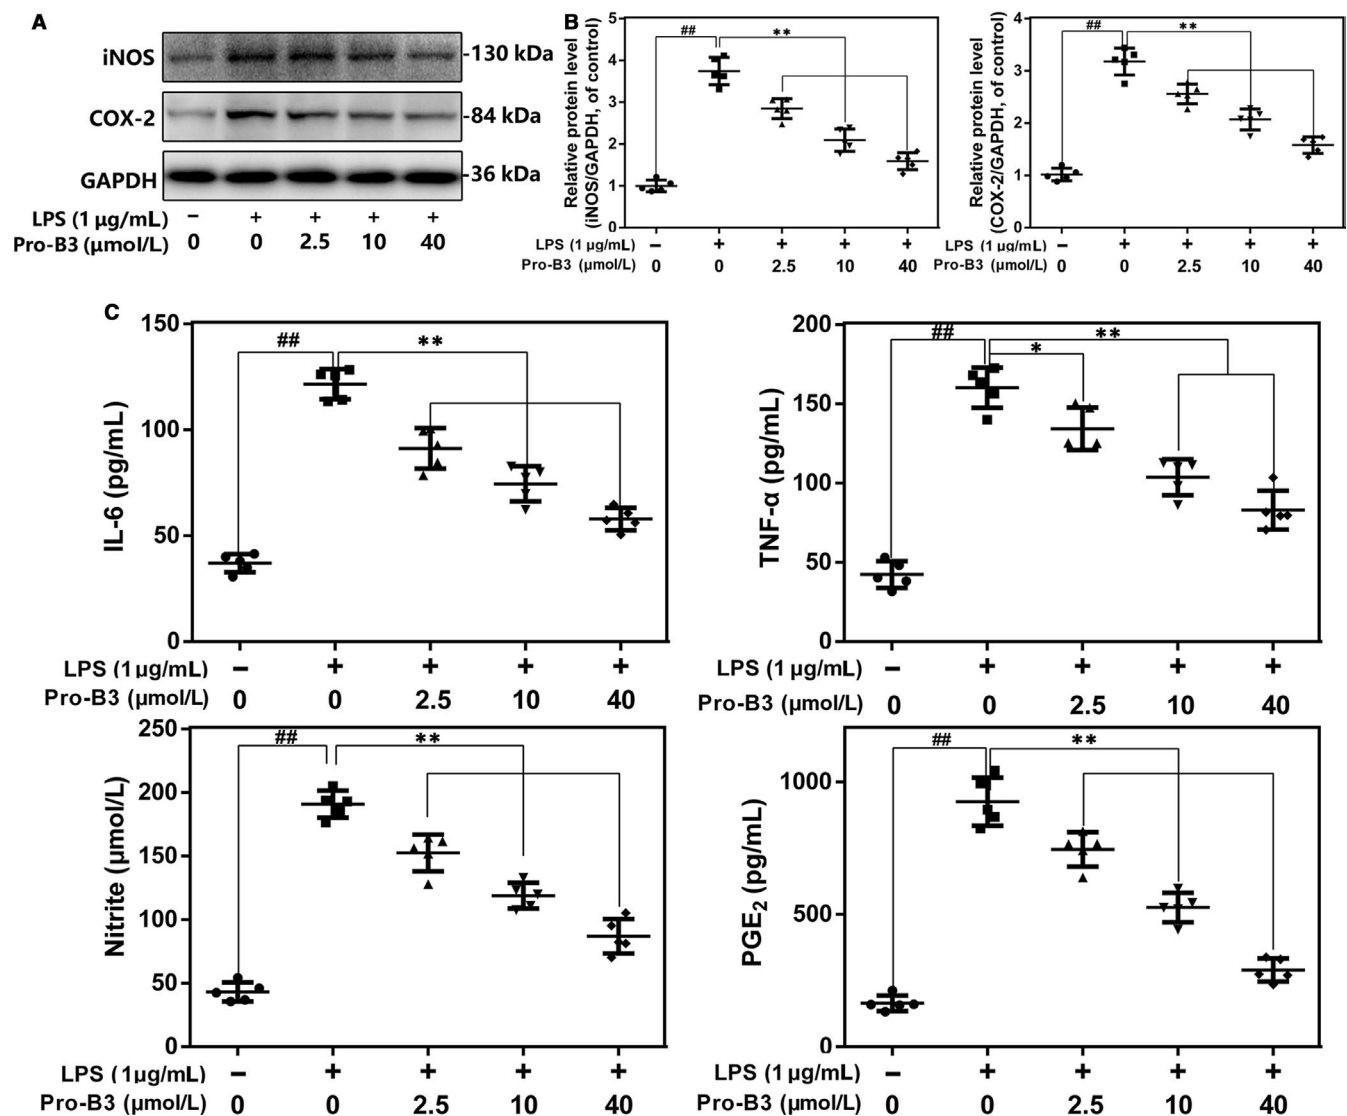 A
iNOS
-130 kDa
COX-2
-84 kDa
GAPDH
-36 kDa
LPS (1 μg/mL) − + + + +
Pro-B3 (μmol/L) 0 0 2.5 10 40
B
Relative protein level
(iNOS/GAPDH, of control)
5
4
3
2
1
0
##
**
LPS (1 μg/mL) − + + + +
Pro-B3 (μmol/L) 0 0 2.5 10 40
Relative protein level
(COX-2/GAPDH, of control)
4
3
2
1
0
##
**
LPS (1 μg/mL) − + + + +
Pro-B3 (μmol/L) 0 0 2.5 10 40
C
IL-6 (pg/mL)
150
100
50
0
##
**
LPS (1μg/mL) − + + + +
Pro-B3 (μmol/L) 0 0 2.5 10 40
TNF-α (pg/mL)
200
150
100
50
0
##
**
*
LPS (1 μg/mL) − + + + +
Pro-B3 (μmol/L) 0 0 2.5 10 40
Nitrite (μmol/L)
250
200
150
100
50
0
##
**
LPS (1μg/mL) − + + + +
Pro-B3 (μmol/L) 0 0 2.5 10 40
PGE₂ (pg/mL)
1000
500
0
##
**
LPS (1 μg/mL) − + + + +
Pro-B3 (μmol/L) 0 0 2.5 10 40